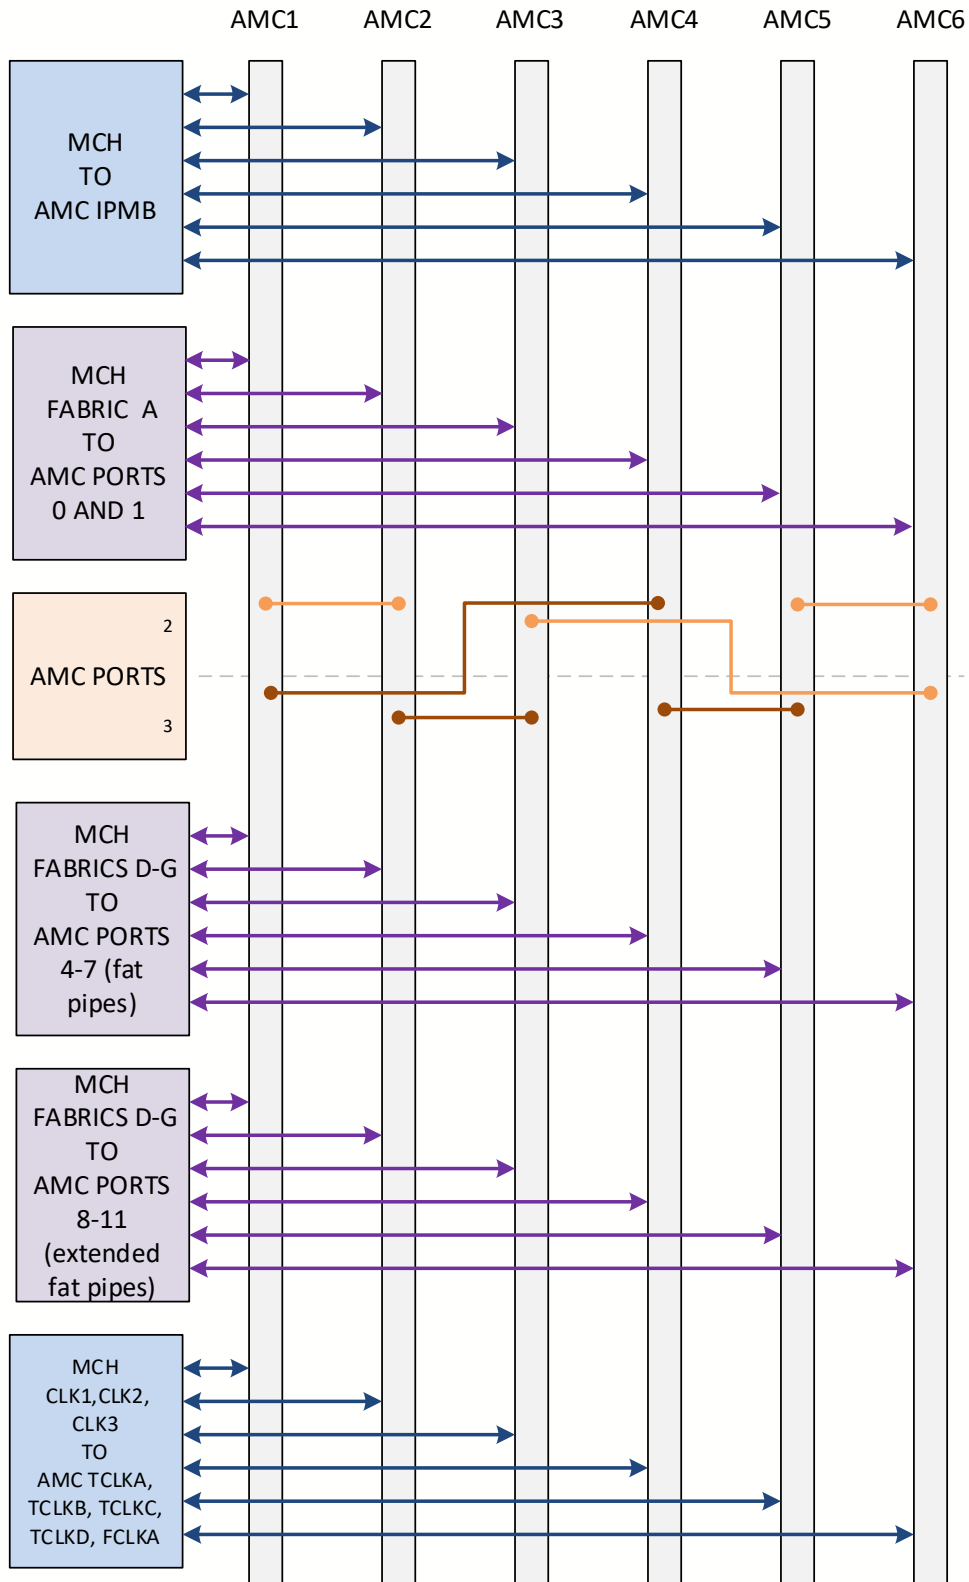 AMC1 AMC2 AMC3 AMC4 AMC5 AMC6
MCH
TO
AMC IPMB
MCH
FABRIC A
TO
AMC PORTS
0 AND 1
2
AMC PORTS
3
MCH
FABRICS D-G
TO
AMC PORTS
4-7 (fat
pipes)
MCH
FABRICS D-G
TO
AMC PORTS
8-11
(extended
fat pipes)
MCH
CLK1,CLK2,
CLK3
TO
AMC TCLKA,
TCLKB, TCLKC,
TCLKD, FCLKA